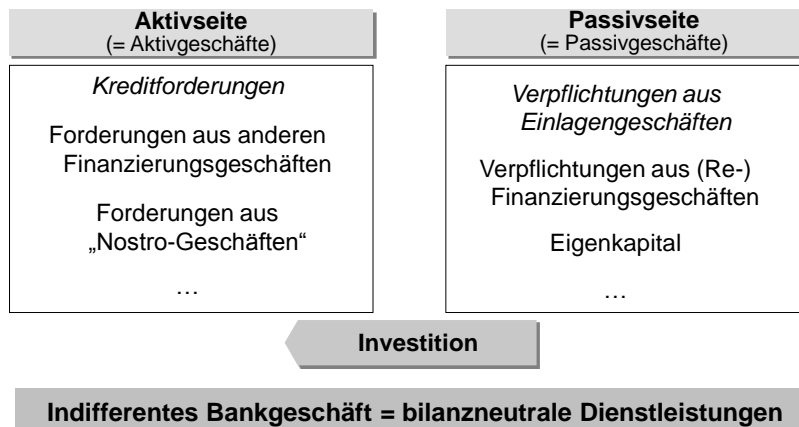 Aktivseite
(= Aktivgeschäfte)
Kreditforderungen
Forderungen aus anderen
Finanzierungsgeschäften
Forderungen aus
„Nostro-Geschäften“
…
Passivseite
(= Passivgeschäfte)
Verpflichtungen aus
Einlagengeschäften
Verpflichtungen aus (Re-)
Finanzierungsgeschäften
Eigenkapital
…
Investition
Indifferentes Bankgeschäft = bilanzneutrale Dienstleistungen